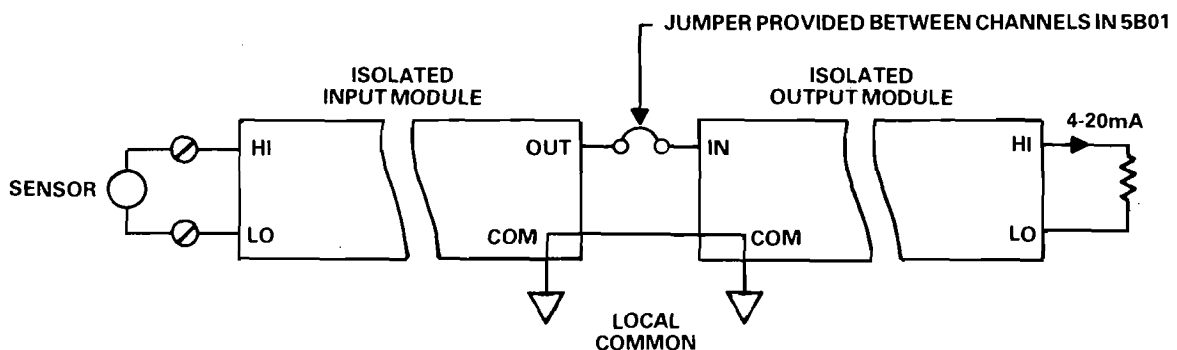 JUMPER PROVIDED BETWEEN CHANNELS IN 5B01
ISOLATED
INPUT MODULE
ISOLATED
OUTPUT MODULE
4-20mA
HI
OUT
IN
HI
SENSOR
LO
COM
COM
LO
LOCAL
COMMON